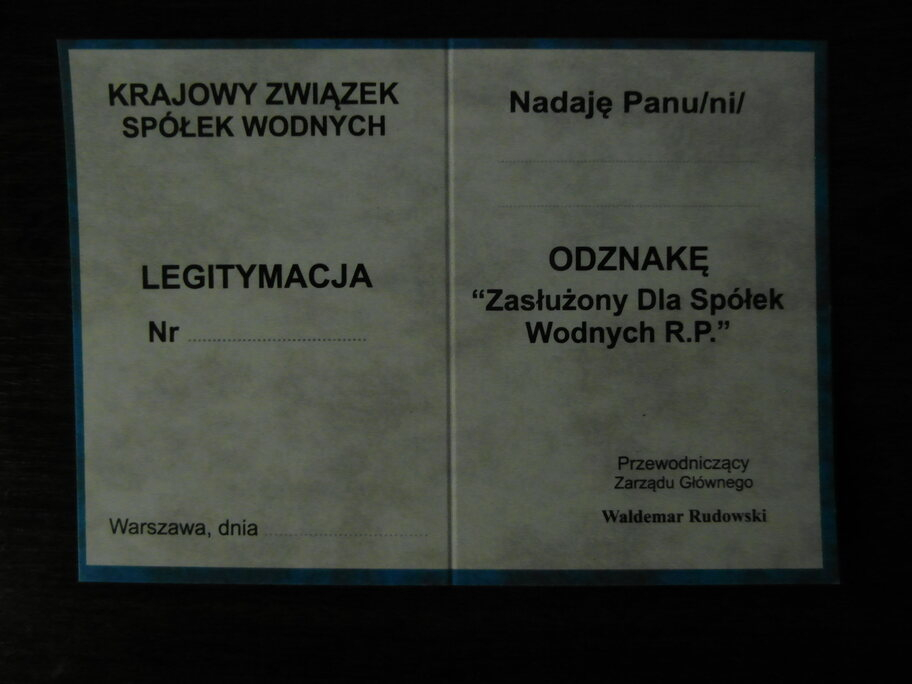 KRAJOWY ZWIĄZEK
SPÓŁEK WODNYCH
LEGITYMACJA
Nr ........................................
Warszawa, dnia ........................................
Nadaję Panu/ni/
............................................................
............................................................
ODZNAKĘ
“Zasłużony Dla Spółek
Wodnych R.P.”
Przewodniczący
Zarządu Głównego
Waldemar Rudowski